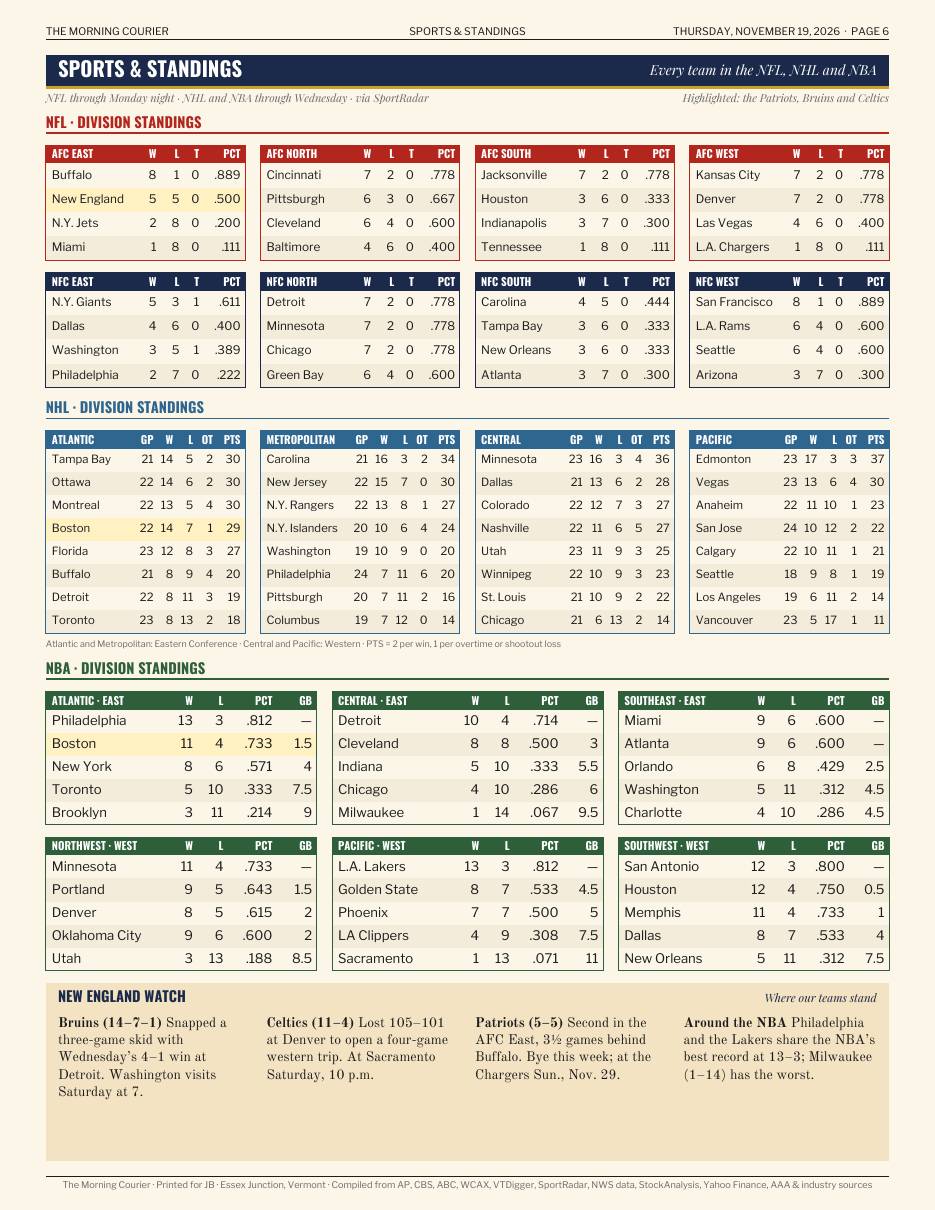 THE MORNING COURIER SPORTS & STANDINGS THURSDAY, NOVEMBER 19, 2026 · PAGE 6
SPORTS & STANDINGS Every team in the NFL, NHL and NBA
NFL through Monday night · NHL and NBA through Wednesday · via SportRadar Highlighted: the Patriots, Bruins and Celtics
NFL · DIVISION STANDINGS
AFC EAST W L T PCT
Buffalo 8 1 0 .889
New England 5 5 0 .500
N.Y. Jets 2 8 0 .200
Miami 1 8 0 .111
AFC NORTH W L T PCT
Cincinnati 7 2 0 .778
Pittsburgh 6 3 0 .667
Cleveland 6 4 0 .600
Baltimore 4 6 0 .400
AFC SOUTH W L T PCT
Jacksonville 7 2 0 .778
Houston 3 6 0 .333
Indianapolis 3 7 0 .300
Tennessee 1 8 0 .111
AFC WEST W L T PCT
Kansas City 7 2 0 .778
Denver 7 2 0 .778
Las Vegas 4 6 0 .400
L.A. Chargers 1 8 0 .111
NFC EAST W L T PCT
N.Y. Giants 5 3 1 .611
Dallas 4 6 0 .400
Washington 3 5 1 .389
Philadelphia 2 7 0 .222
NFC NORTH W L T PCT
Detroit 7 2 0 .778
Minnesota 7 2 0 .778
Chicago 7 2 0 .778
Green Bay 6 4 0 .600
NFC SOUTH W L T PCT
Carolina 4 5 0 .444
Tampa Bay 3 6 0 .333
New Orleans 3 6 0 .333
Atlanta 3 7 0 .300
NFC WEST W L T PCT
San Francisco 8 1 0 .889
L.A. Rams 6 4 0 .600
Seattle 6 4 0 .600
Arizona 3 7 0 .300
NHL · DIVISION STANDINGS
ATLANTIC GP W L OT PTS
Tampa Bay 21 14 5 2 30
Ottawa 22 14 6 2 30
Montreal 22 13 5 4 30
Boston 22 14 7 1 29
Florida 23 12 8 3 27
Buffalo 21 8 9 4 20
Detroit 22 8 11 3 19
Toronto 23 8 13 2 18
METROPOLITAN GP W L OT PTS
Carolina 21 16 3 2 34
New Jersey 22 15 7 0 30
N.Y. Rangers 22 13 8 1 27
N.Y. Islanders 20 10 6 4 24
Washington 19 10 9 0 20
Philadelphia 24 7 11 6 20
Pittsburgh 20 7 11 2 16
Columbus 19 7 12 0 14
CENTRAL GP W L OT PTS
Minnesota 23 16 3 4 36
Dallas 21 13 6 2 28
Colorado 22 12 7 3 27
Nashville 22 11 6 5 27
Utah 23 11 9 3 25
Winnipeg 22 10 9 3 23
St. Louis 21 10 9 2 22
Chicago 21 6 13 2 14
PACIFIC GP W L OT PTS
Edmonton 23 17 3 3 37
Vegas 23 13 6 4 30
Anaheim 22 11 10 1 23
San Jose 24 10 12 2 22
Calgary 22 10 11 1 21
Seattle 18 9 8 1 19
Los Angeles 19 6 11 2 14
Vancouver 23 5 17 1 11
Atlantic and Metropolitan: Eastern Conference · Central and Pacific: Western · PTS = 2 per win, 1 per overtime or shootout loss
NBA · DIVISION STANDINGS
ATLANTIC · EAST W L PCT GB
Philadelphia 13 3 .812 —
Boston 11 4 .733 1.5
New York 8 6 .571 4
Toronto 5 10 .333 7.5
Brooklyn 3 11 .214 9
CENTRAL · EAST W L PCT GB
Detroit 10 4 .714 —
Cleveland 8 8 .500 3
Indiana 5 10 .333 5.5
Chicago 4 10 .286 6
Milwaukee 1 14 .067 9.5
SOUTHEAST · EAST W L PCT GB
Miami 9 6 .600 —
Atlanta 9 6 .600 —
Orlando 6 8 .429 2.5
Washington 5 11 .312 4.5
Charlotte 4 10 .286 4.5
NORTHWEST · WEST W L PCT GB
Minnesota 11 4 .733 —
Portland 9 5 .643 1.5
Denver 8 5 .615 2
Oklahoma City 9 6 .600 2
Utah 3 13 .188 8.5
PACIFIC · WEST W L PCT GB
L.A. Lakers 13 3 .812 —
Golden State 8 7 .533 4.5
Phoenix 7 7 .500 5
LA Clippers 4 9 .308 7.5
Sacramento 1 13 .071 11
SOUTHWEST · WEST W L PCT GB
San Antonio 12 3 .800 —
Houston 12 4 .750 0.5
Memphis 11 4 .733 1
Dallas 8 7 .533 4
New Orleans 5 11 .312 7.5
NEW ENGLAND WATCH Where our teams stand
Bruins (14–7–1) Snapped a
three-game skid with
Wednesday's 4–1 win at
Detroit. Washington visits
Saturday at 7.
Celtics (11–4) Lost 105–101
at Denver to open a four-game
western trip. At Sacramento
Saturday, 10 p.m.
Patriots (5–5) Second in the
AFC East, 3½ games behind
Buffalo. Bye this week; at the
Chargers Sun., Nov. 29.
Around the NBA Philadelphia
and the Lakers share the NBA's
best record at 13–3; Milwaukee
(1–14) has the worst.
The Morning Courier · Printed for JB · Essex Junction, Vermont · Compiled from AP, CBS, ABC, WCAX, VTDigger, SportRadar, NWS data, StockAnalysis, Yahoo Finance, AAA & industry sources